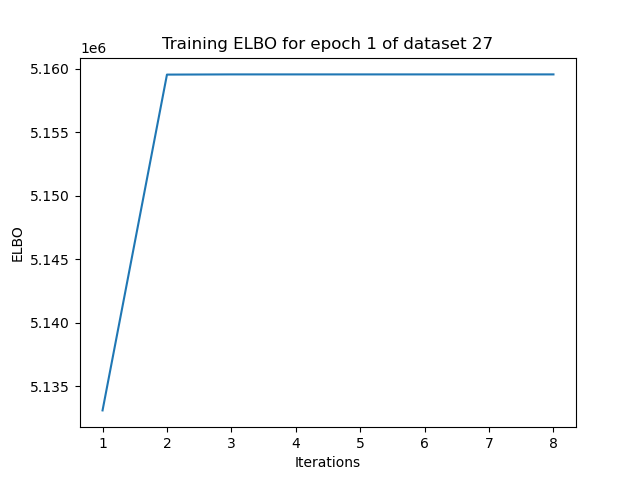 Training ELBO for epoch 1 of dataset 27
1e6
5.160
5.155
5.150
5.145
5.140
5.135
ELBO
1 2 3 4 5 6 7 8
Iterations